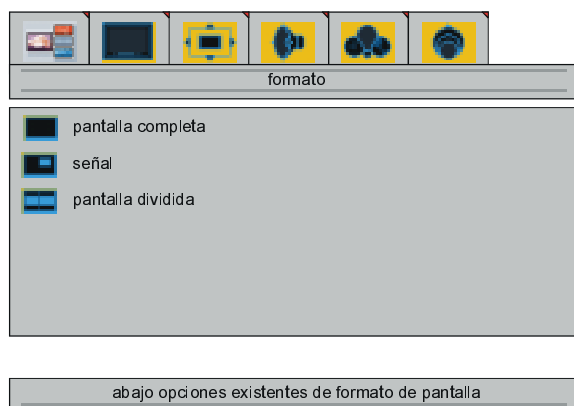 formato
pantalla completa
señal
pantalla dividida
abajo opciones existentes de formato de pantalla